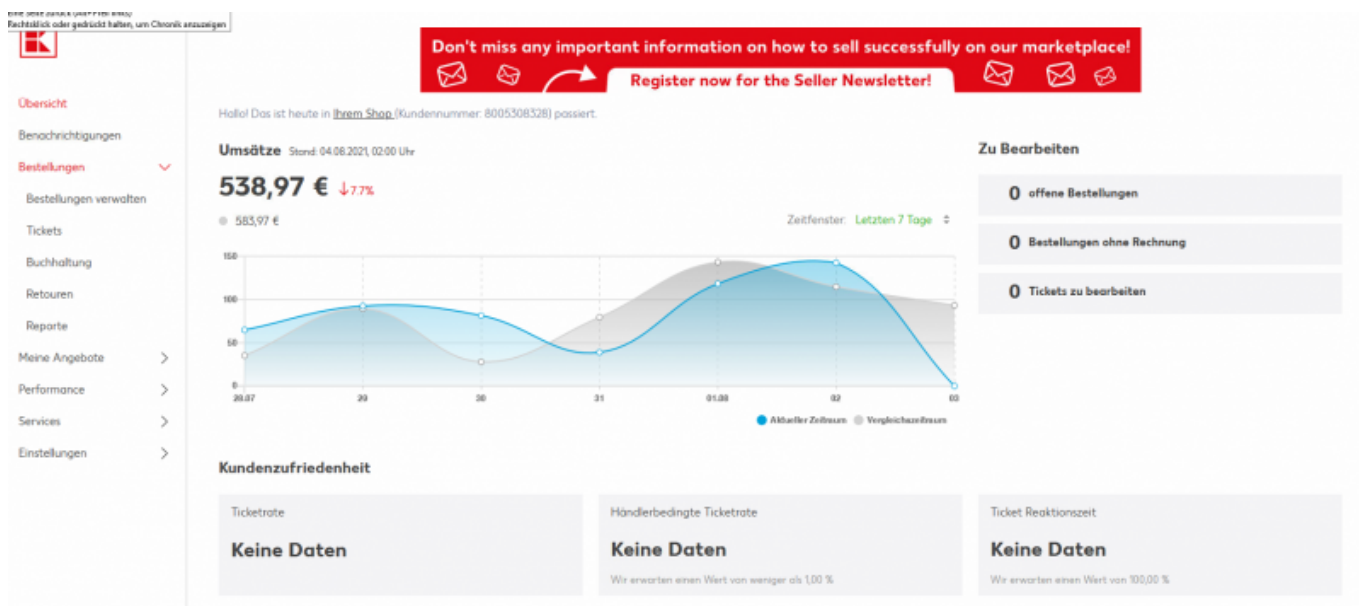 Rechtsklick oder gedrückt halten, um Chronik anzuzeigen
K
Don't miss any important information on how to sell successfully on our marketplace!
Register now for the Seller Newsletter!
Übersicht
Benachrichtigungen
Bestellungen
Bestellungen verwalten
Tickets
Buchhaltung
Retouren
Reporte
Meine Angebote
Performance
Services
Einstellungen
Hallo! Das ist heute in Ihrem Shop (Kundennummer: 8005308328) passiert.
Umsätze Stand: 04.08.2021, 02:00 Uhr
538,97 € ↓7.7%
583,97 €
Zeitfenster: Letzten 7 Tage
150
100
50
0
28.07 29 30 31 01.08 02 03
Aktueller Zeitraum Vergleichszeitraum
Zu Bearbeiten
0 offene Bestellungen
0 Bestellungen ohne Rechnung
0 Tickets zu bearbeiten
Kundenzufriedenheit
Ticketrate
Keine Daten
Händlerbedingte Ticketrate
Keine Daten
Wir erwarten einen Wert von weniger als 1,00 %
Ticket Reaktionszeit
Keine Daten
Wir erwarten einen Wert von 100,00 %